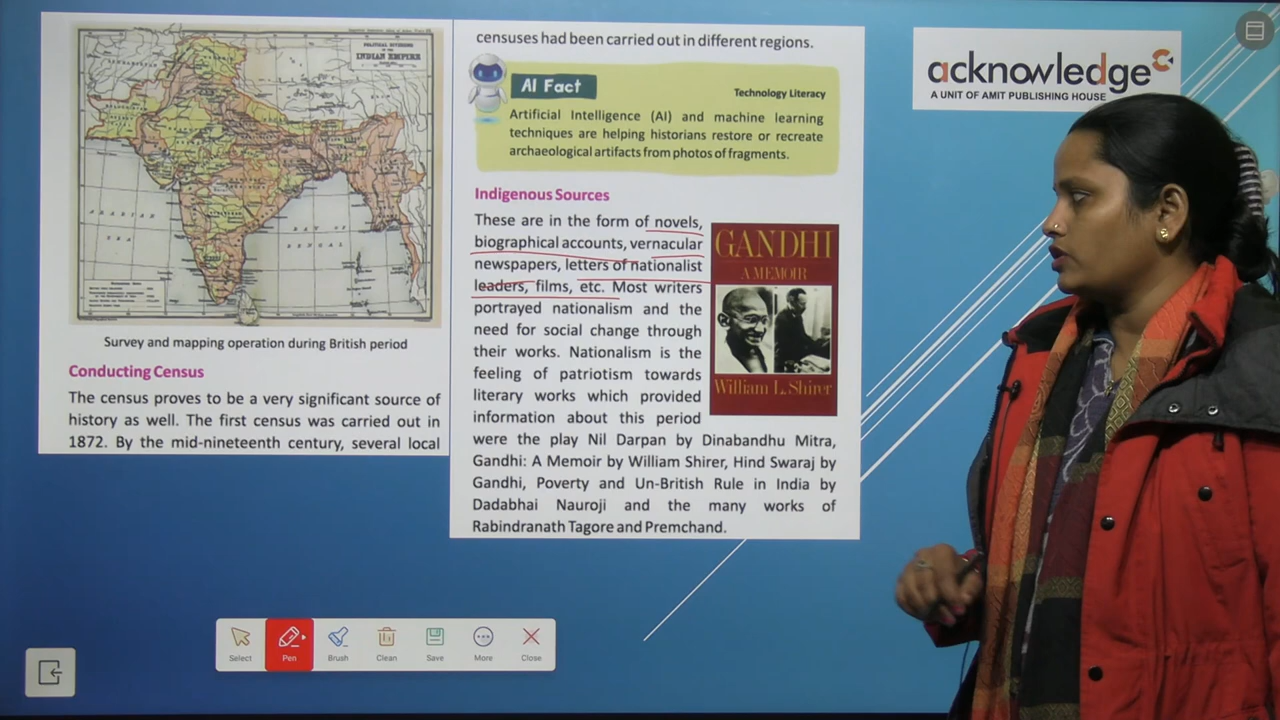 POLITICAL DIVISIONS
OF THE
INDIAN EMPIRE
ARABIAN
SEA
BAY OF
BENGAL
Survey and mapping operation during British period
Conducting Census
The census proves to be a very significant source of
history as well. The first census was carried out in
1872. By the mid-nineteenth century, several local
censuses had been carried out in different regions.
AI Fact
Technology Literacy
Artificial Intelligence (AI) and machine learning
techniques are helping historians restore or recreate
archaeological artifacts from photos of fragments.
Indigenous Sources
These are in the form of novels,
biographical accounts, vernacular
newspapers, letters of nationalist
leaders, films, etc. Most writers
portrayed nationalism and the
need for social change through
their works. Nationalism is the
feeling of patriotism towards
literary works which provided
information about this period
were the play Nil Darpan by Dinabandhu Mitra,
Gandhi: A Memoir by William Shirer, Hind Swaraj by
Gandhi, Poverty and Un-British Rule in India by
Dadabhai Nauroji and the many works of
Rabindranath Tagore and Premchand.
GANDHI
A MEMOIR
William L. Shirer
acknowledge
A UNIT OF AMIT PUBLISHING HOUSE
Select
Pen
Brush
Clean
Save
More
Close